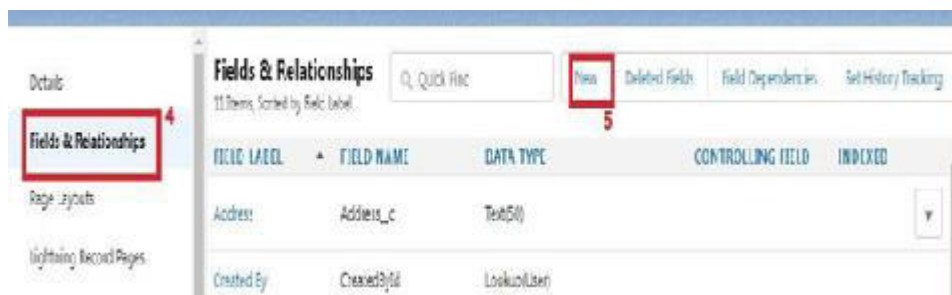 Details
Fields & Relationships
4
Page Layouts
Lightning Record Pages
Fields & Relationships
11 Items, Sorted by Field Label
Quick Find
New
Deleted Fields
Field Dependencies
Set History Tracking
5
FIELD LABEL FIELD NAME DATA TYPE CONTROLLING FIELD INDEXED
Address Address_c Text(50)
Created By CreatedById Lookup(User)